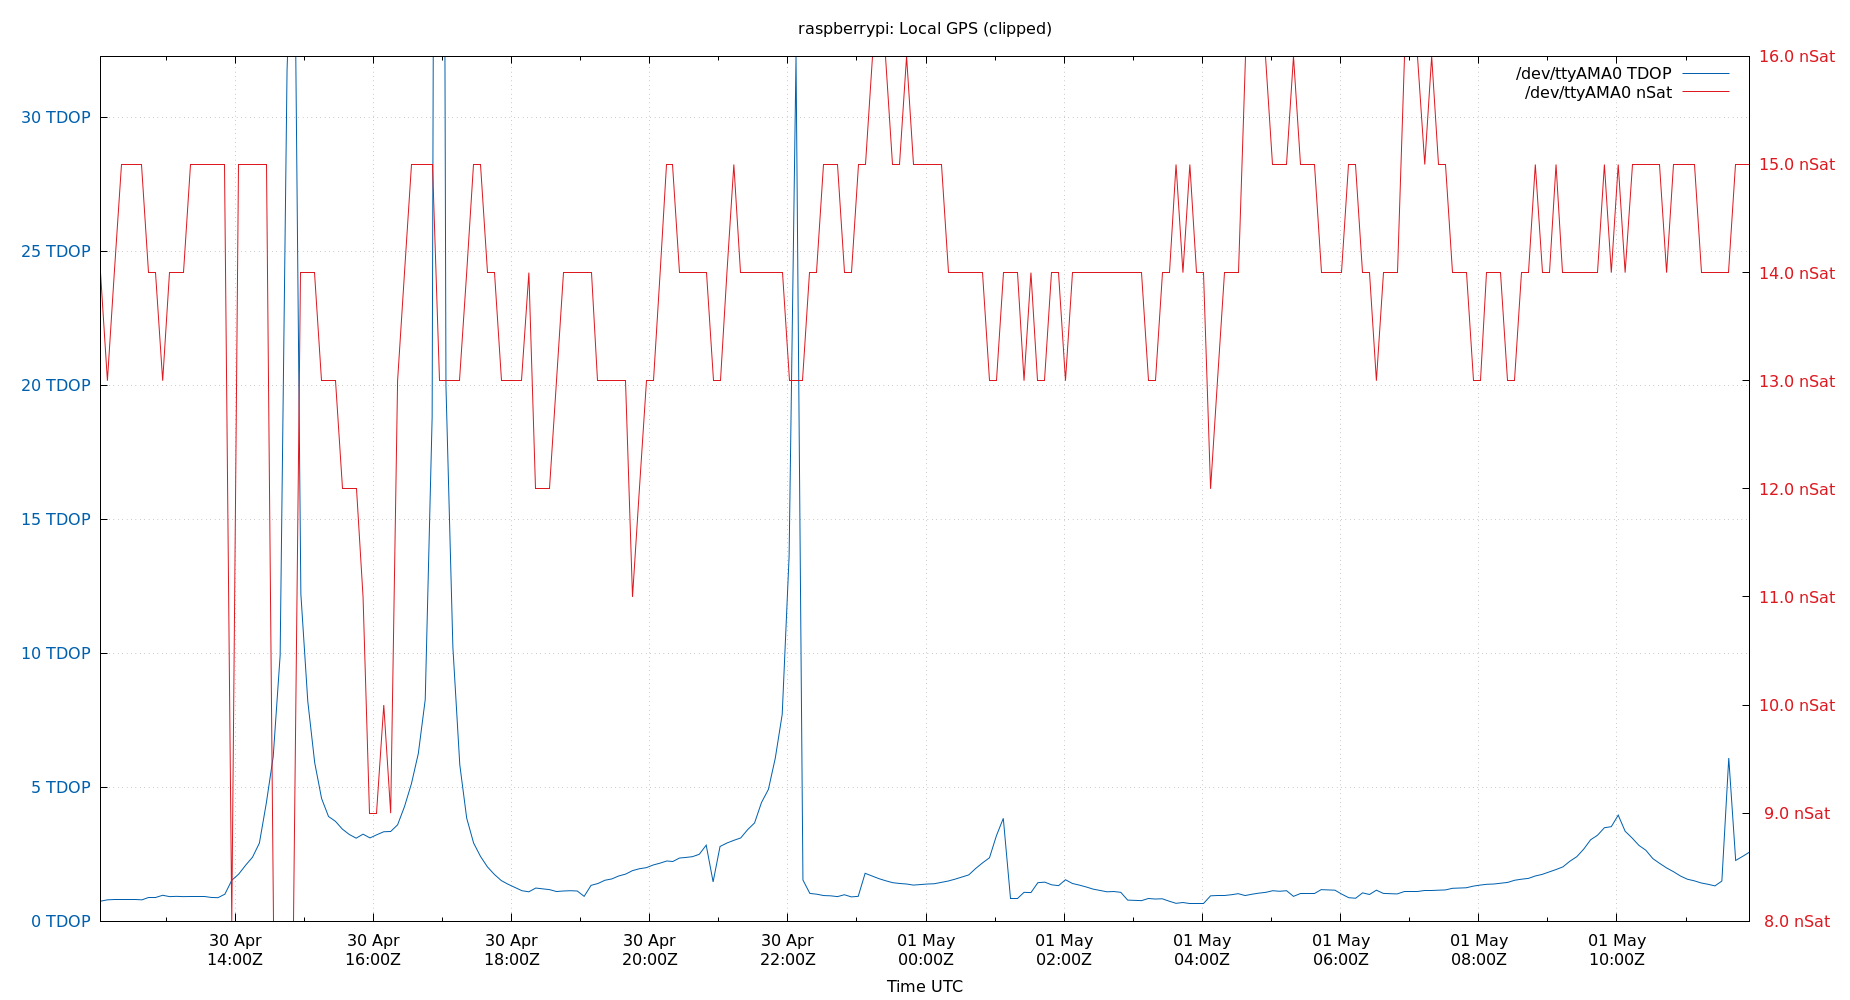 raspberrypi: Local GPS (clipped)
/dev/ttyAMA0 TDOP
/dev/ttyAMA0 nSat
30 TDOP
25 TDOP
20 TDOP
15 TDOP
10 TDOP
5 TDOP
0 TDOP
16.0 nSat
15.0 nSat
14.0 nSat
13.0 nSat
12.0 nSat
11.0 nSat
10.0 nSat
9.0 nSat
8.0 nSat
30 Apr
14:00Z
30 Apr
16:00Z
30 Apr
18:00Z
30 Apr
20:00Z
30 Apr
22:00Z
01 May
00:00Z
01 May
02:00Z
01 May
04:00Z
01 May
06:00Z
01 May
08:00Z
01 May
10:00Z
Time UTC